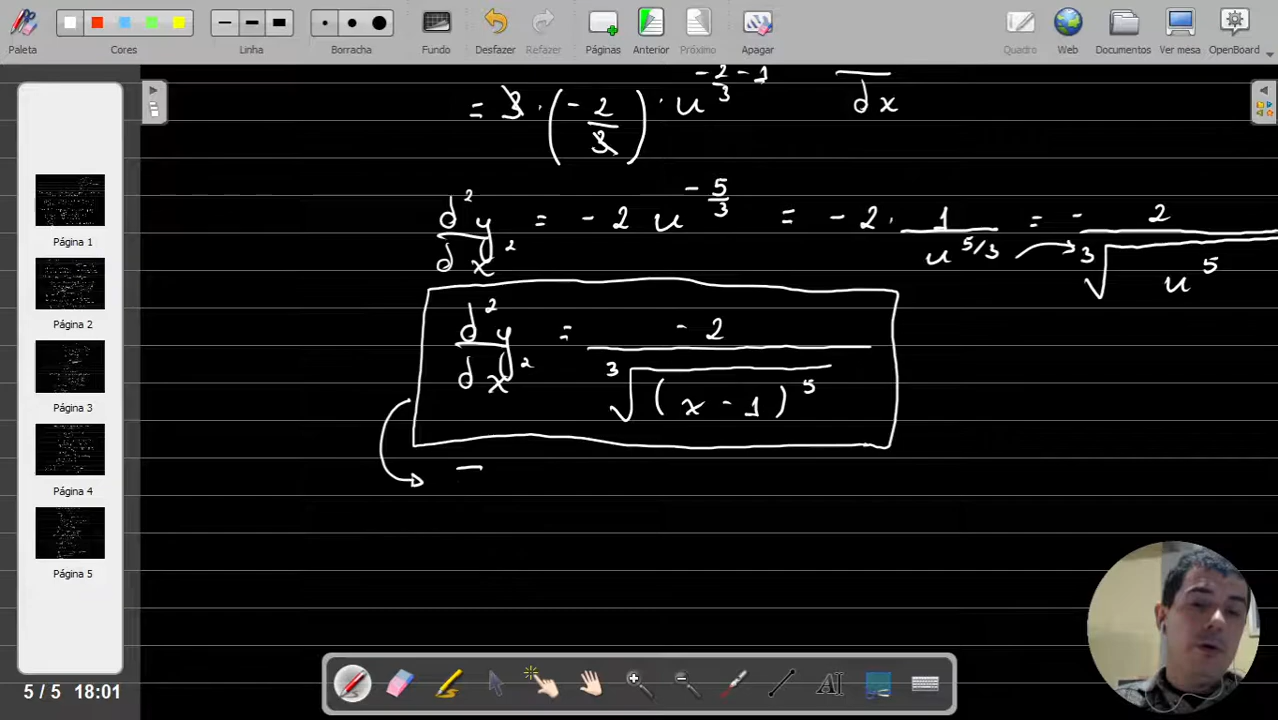 Paleta Cores Linha Borracha Fundo Desfazer Refazer Páginas Anterior Próximo Apagar Quadro Web Documentos Ver mesa OpenBoard
= 3 · (-2/3) · u^(-2/3 - 1) dx
d²y/dx² = -2 u^(-5/3) = -2 · 1/u^(5/3) = - 2/∛(u⁵)
d²y/dx² = -2/∛((x - 1)⁵)
Página 1
Página 2
Página 3
Página 4
Página 5
5 / 5 18:01
AI